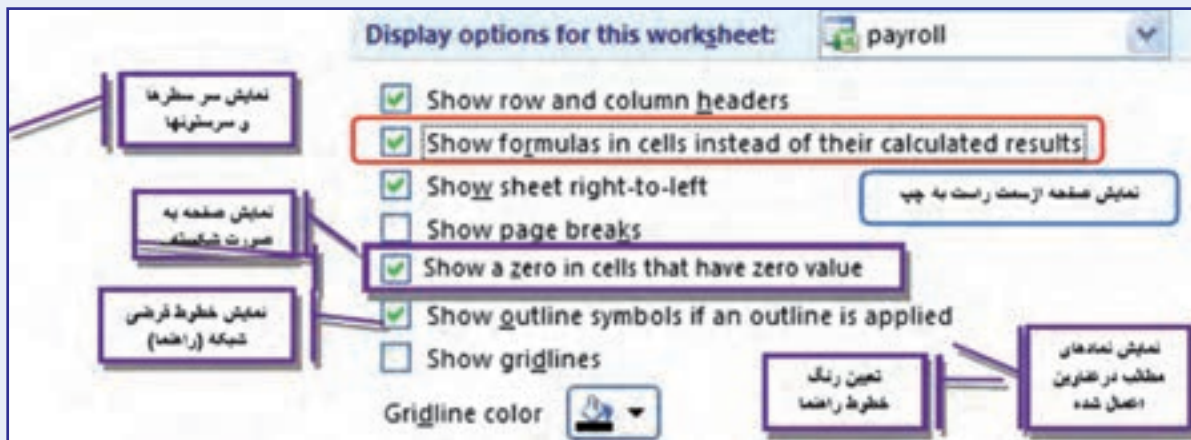 Display options for this worksheet: payroll
Show row and column headers
Show formulas in cells instead of their calculated results
Show sheet right-to-left
Show page breaks
Show a zero in cells that have zero value
Show outline symbols if an outline is applied
Show gridlines
Gridline color
نمایش سر سطرها
و سرستونها
نمایش صفحه ازسمت راست به چپ
نمایش صفحه به
صورت شکسته
نمایش خطوط فرضی
شبکه (راهنما)
تعیین رنگ
خطوط راهنما
نمایش نمادهای
مطالب در عناوین
اعمال شده